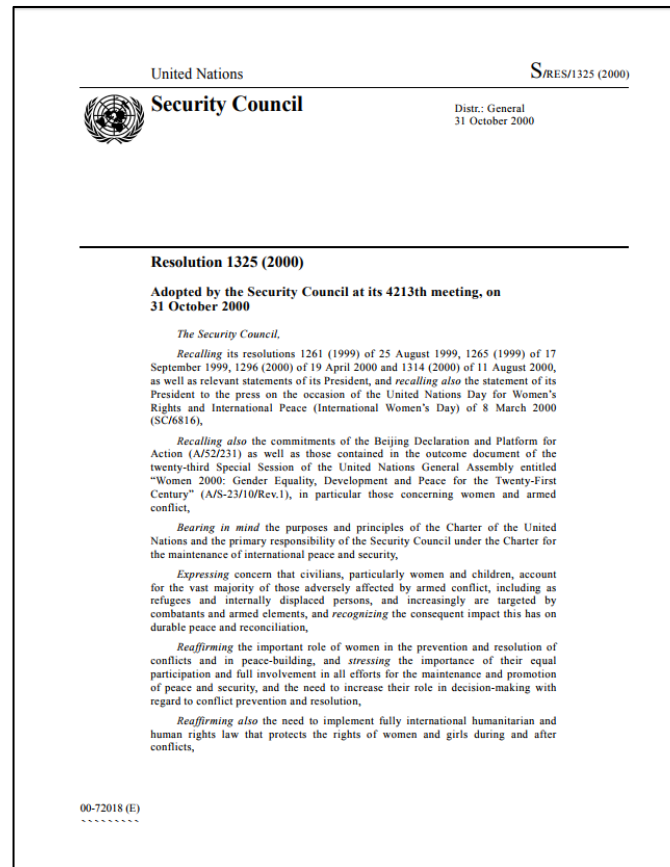 United Nations S/RES/1325 (2000)
Security Council
Distr.: General
31 October 2000
Resolution 1325 (2000)
Adopted by the Security Council at its 4213th meeting, on
31 October 2000
The Security Council,
Recalling its resolutions 1261 (1999) of 25 August 1999, 1265 (1999) of 17
September 1999, 1296 (2000) of 19 April 2000 and 1314 (2000) of 11 August 2000,
as well as relevant statements of its President, and recalling also the statement of its
President to the press on the occasion of the United Nations Day for Women’s
Rights and International Peace (International Women’s Day) of 8 March 2000
(SC/6816),
Recalling also the commitments of the Beijing Declaration and Platform for
Action (A/52/231) as well as those contained in the outcome document of the
twenty-third Special Session of the United Nations General Assembly entitled
“Women 2000: Gender Equality, Development and Peace for the Twenty-First
Century” (A/S-23/10/Rev.1), in particular those concerning women and armed
conflict,
Bearing in mind the purposes and principles of the Charter of the United
Nations and the primary responsibility of the Security Council under the Charter for
the maintenance of international peace and security,
Expressing concern that civilians, particularly women and children, account
for the vast majority of those adversely affected by armed conflict, including as
refugees and internally displaced persons, and increasingly are targeted by
combatants and armed elements, and recognizing the consequent impact this has on
durable peace and reconciliation,
Reaffirming the important role of women in the prevention and resolution of
conflicts and in peace-building, and stressing the importance of their equal
participation and full involvement in all efforts for the maintenance and promotion
of peace and security, and the need to increase their role in decision-making with
regard to conflict prevention and resolution,
Reaffirming also the need to implement fully international humanitarian and
human rights law that protects the rights of women and girls during and after
conflicts,
00-72018 (E)